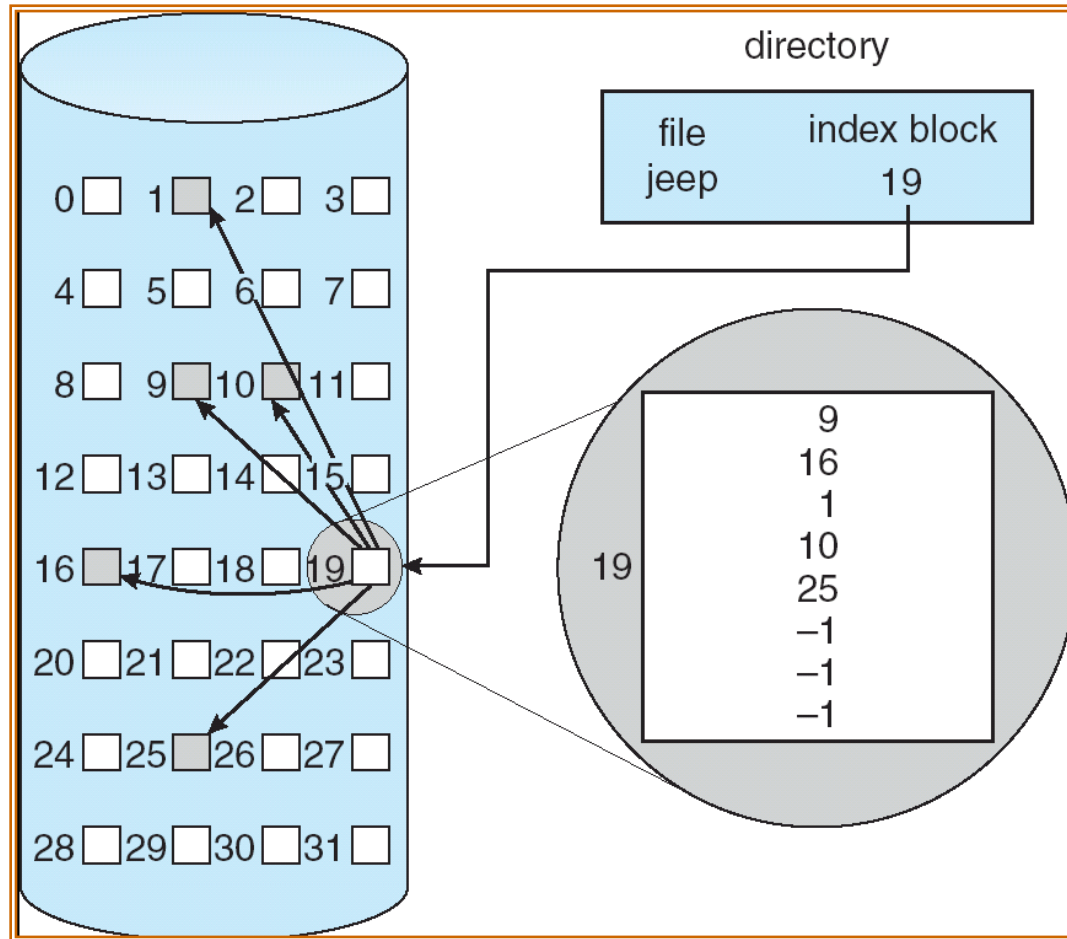 directory
file index block
jeep 19
0 1 2 3
4 5 6 7
8 9 10 11
12 13 14 15
16 17 18 19
20 21 22 23
24 25 26 27
28 29 30 31
19
9
16
1
10
25
–1
–1
–1